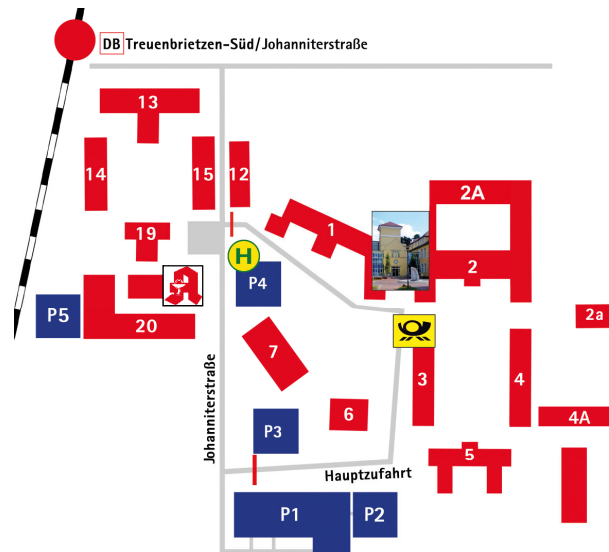 DB Treuenbrietzen-Süd/Johanniterstraße
13
14
15
12
2A
1
19
H
2
P4
P5
20
2a
7
3
4
Johanniterstraße
6
4A
P3
5
Hauptzufahrt
P1
P2